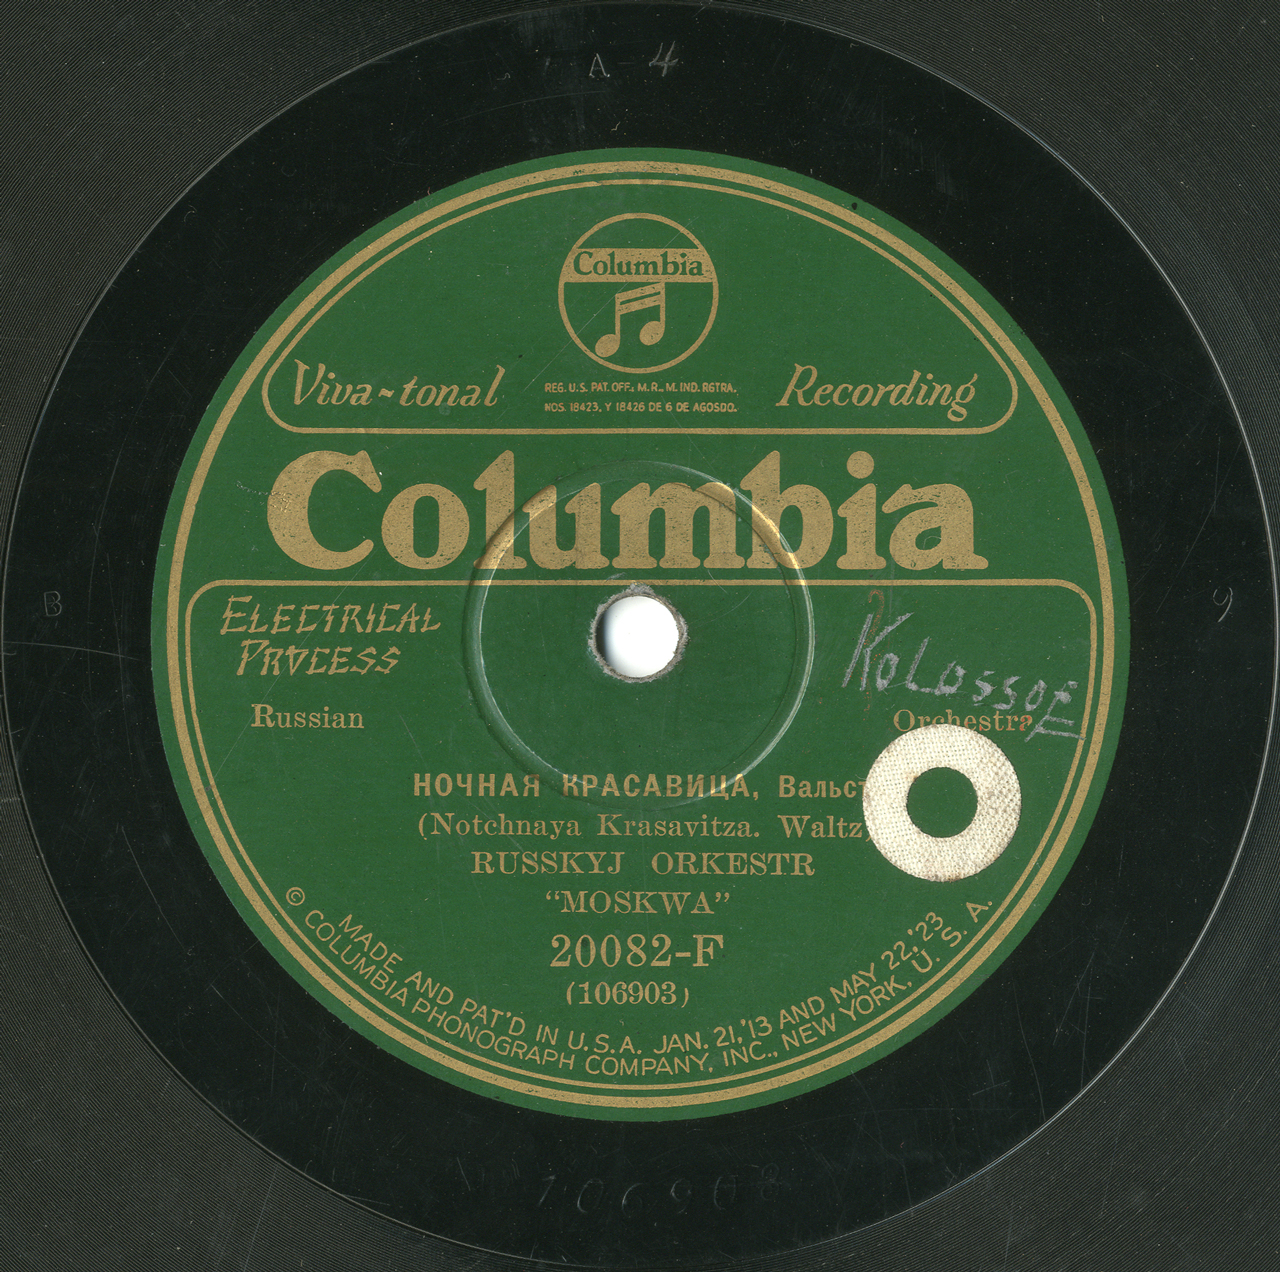 A 4
Columbia
Viva-tonal
REG. U.S. PAT. OFF., M. R., M. IND. RGTRA.
NOS. 18423, Y 18426 DE 6 DE AGOSDO.
Recording
Columbia
B
ELECTRICAL
PROCESS
9
Kolossof
Russian
Orchestra
НОЧНАЯ КРАСАВИЦА, Вальс
(Notchnaya Krasavitza. Waltz
RUSSKYJ ORKESTR
"MOSKWA"
20082-F
(106903)
MADE AND PAT'D IN U.S.A. JAN. 21, '13 AND MAY 22, '23
© COLUMBIA PHONOGRAPH COMPANY, INC., NEW YORK, U. S. A.